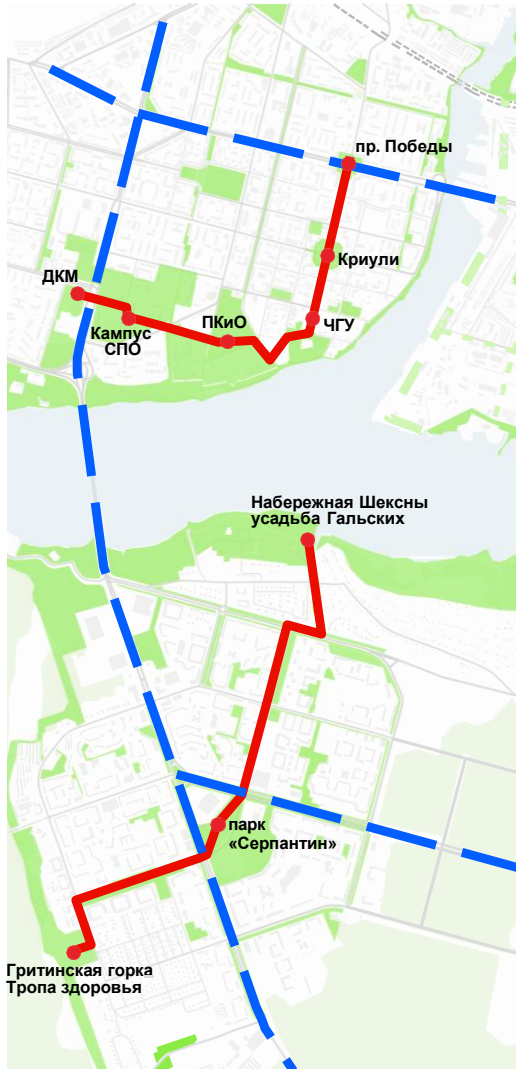 пр. Победы
Криули
ДКМ
ПКиО
ЧГУ
Кампус
СПО
Набережная Шексны
усадьба Гальских
парк
«Серпантин»
Гритинская горка
Тропа здоровья